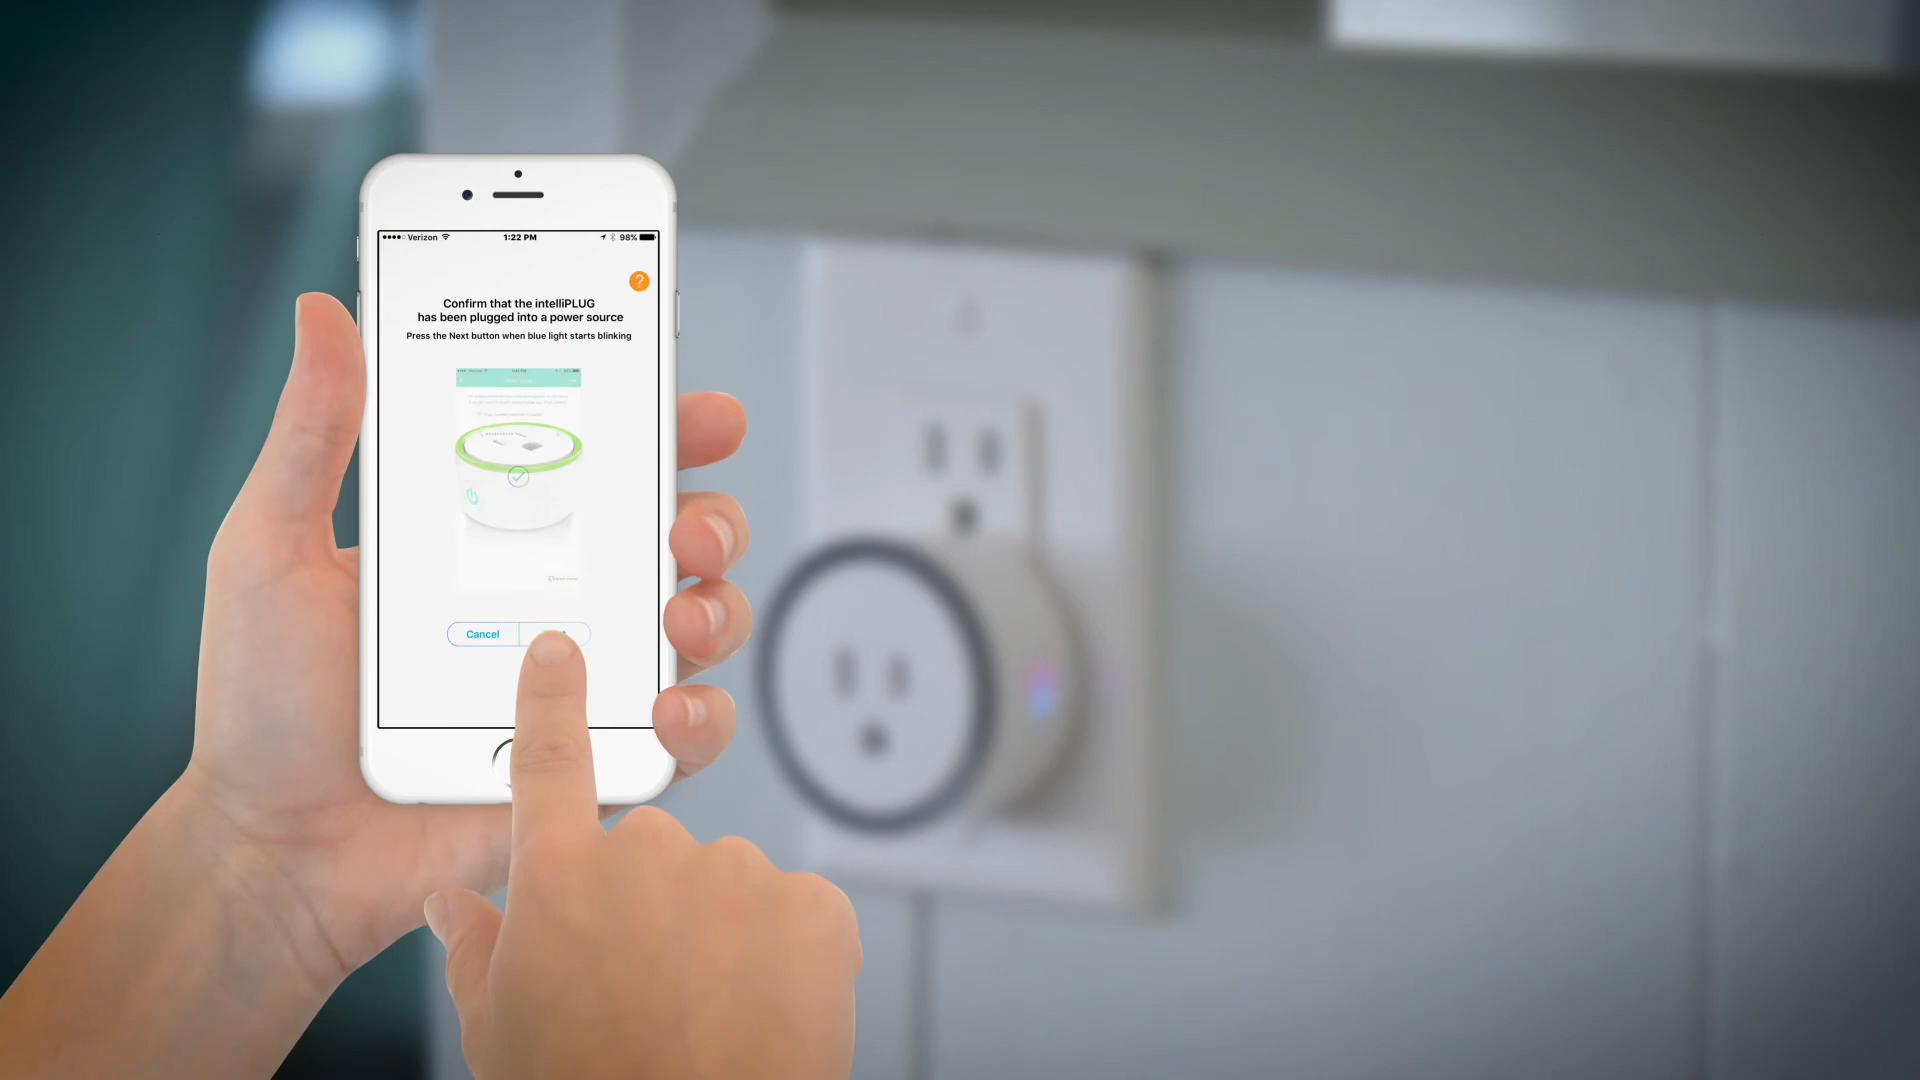 Verizon 1:22 PM 98%
?
Confirm that the intelliPLUG
has been plugged into a power source
Press the Next button when blue light starts blinking
Cancel